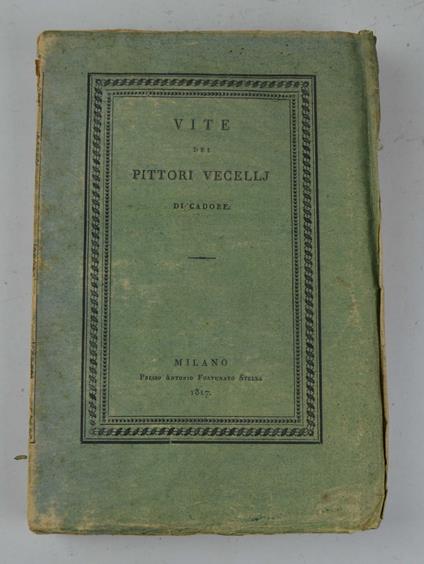 VITE
DEI
PITTORI VECELLJ
DI CADORE.
MILANO
Presso Antonio Fortunato Stella
1817.